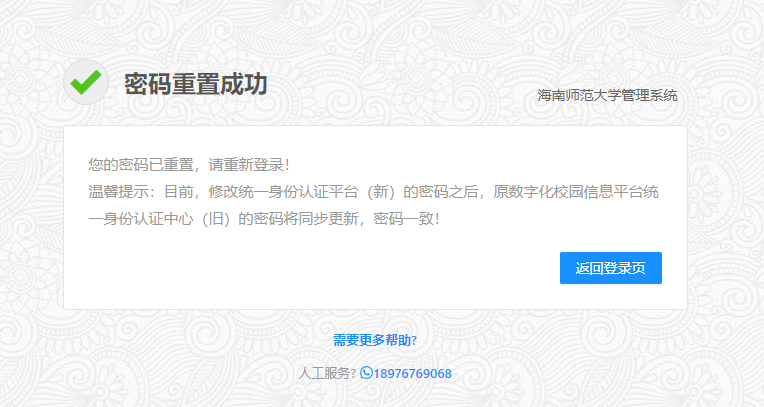 密码重置成功
海南师范大学管理系统
您的密码已重置，请重新登录！
温馨提示：目前，修改统一身份认证平台（新）的密码之后，原数字化校园信息平台统
一身份认证中心（旧）的密码将同步更新，密码一致！
返回登录页
需要更多帮助?
人工服务? 18976769068